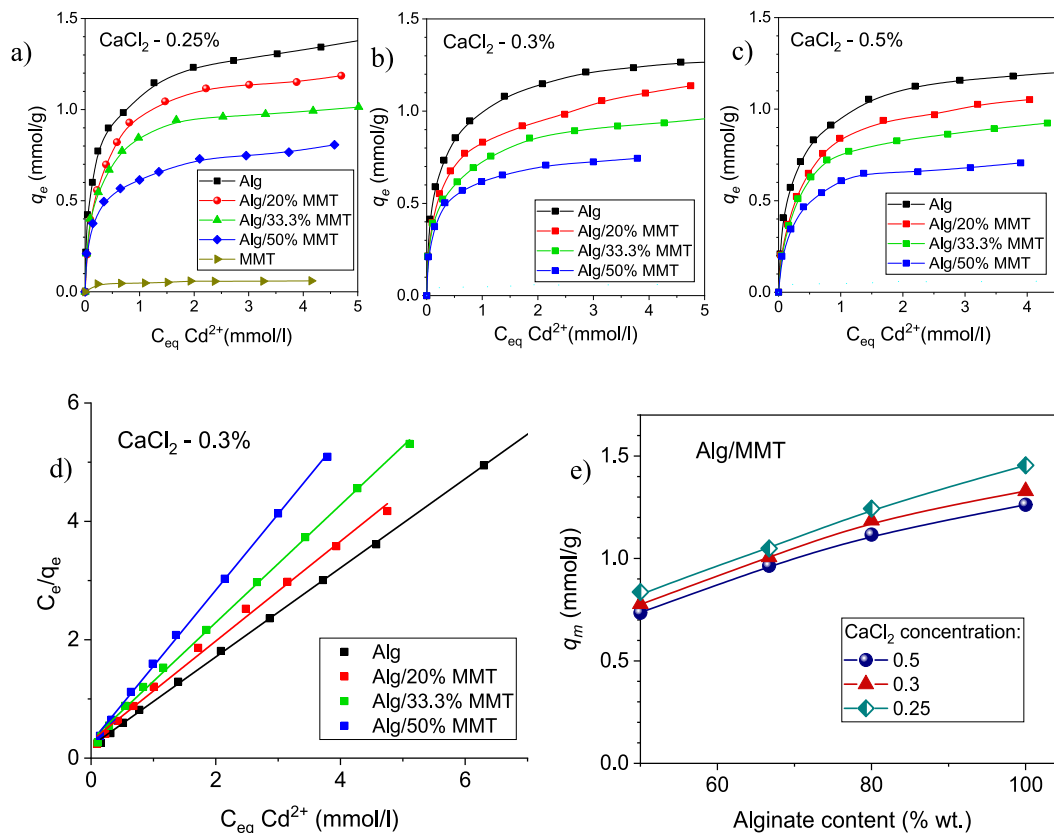 a)
CaCl₂ - 0.25%
1.5
1.0
0.5
0.0
qₑ (mmol/g)
Alg
Alg/20% MMT
Alg/33.3% MMT
Alg/50% MMT
MMT
0 1 2 3 4 5
C_eq Cd²⁺(mmol/l)
b)
CaCl₂ - 0.3%
1.5
1.0
0.5
0.0
qₑ (mmol/g)
Alg
Alg/20% MMT
Alg/33.3% MMT
Alg/50% MMT
0 1 2 3 4 5
C_eq Cd²⁺(mmol/l)
c)
CaCl₂ - 0.5%
1.5
1.0
0.5
0.0
qₑ (mmol/g)
Alg
Alg/20% MMT
Alg/33.3% MMT
Alg/50% MMT
0 1 2 3 4
C_eq Cd²⁺(mmol/l)
d)
CaCl₂ - 0.3%
6
4
2
0
Cₑ/qₑ
Alg
Alg/20% MMT
Alg/33.3% MMT
Alg/50% MMT
0 2 4 6
C_eq Cd²⁺ (mmol/l)
e)
Alg/MMT
1.5
1.0
0.5
0.0
qₘ (mmol/g)
CaCl₂ concentration:
0.5
0.3
0.25
60 80 100
Alginate content (% wt.)